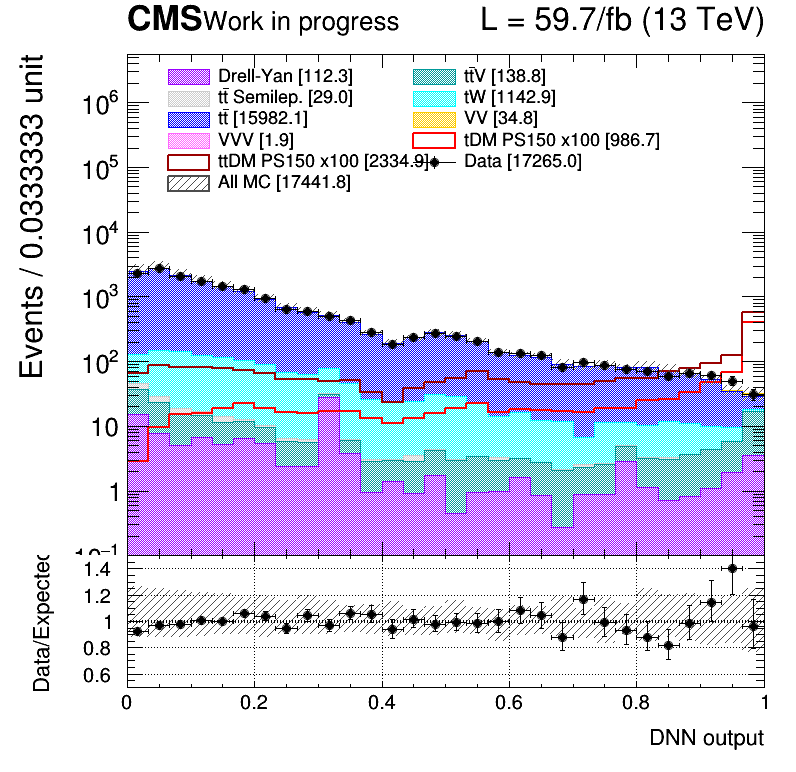 CMS Work in progress L = 59.7/fb (13 TeV)
Events / 0.0333333 unit
Drell-Yan [112.3] tt̄V [138.8]
tt̄ Semilep. [29.0] tW [1142.9]
tt̄ [15982.1] VV [34.8]
VVV [1.9] tDM PS150 x100 [986.7]
ttDM PS150 x100 [2334.9] Data [17265.0]
All MC [17441.8]
10⁶
10⁵
10⁴
10³
10²
10
1
10⁻¹
Data/Expected
1.4
1.2
1
0.8
0.6
0 0.2 0.4 0.6 0.8 1
DNN output